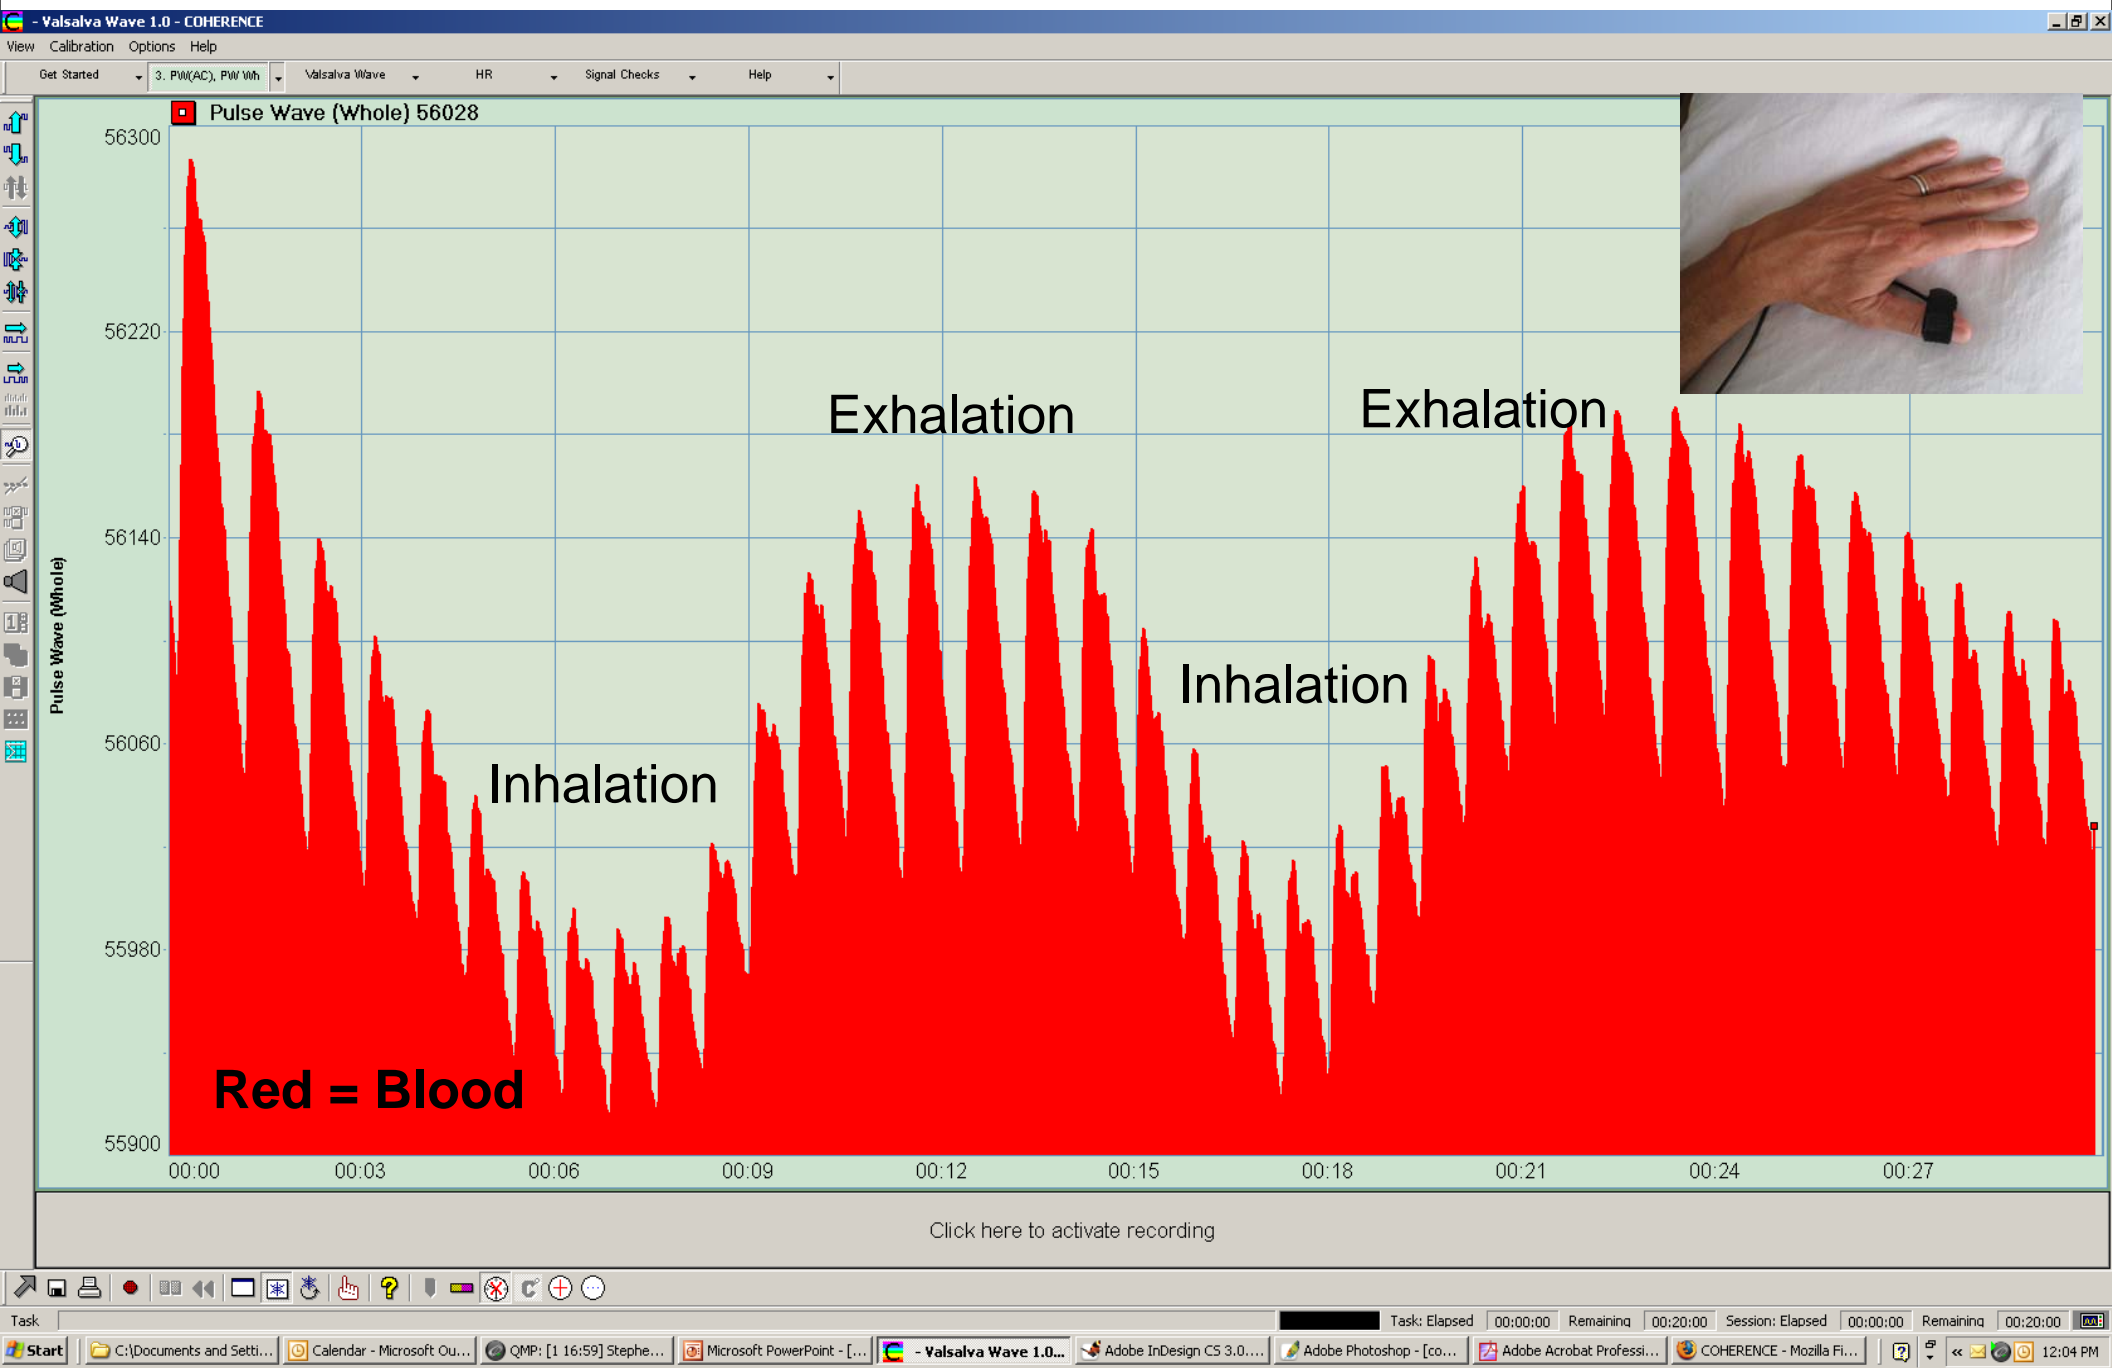 - Valsalva Wave 1.0 - COHERENCE
View Calibration Options Help
Get Started 3. PW(AC), PW Wh Valsalva Wave HR Signal Checks Help
Pulse Wave (Whole) 56028
56300
56220
56140
56060
55980
55900
Pulse Wave (Whole)
Exhalation
Exhalation
Inhalation
Inhalation
Red = Blood
00:00 00:03 00:06 00:09 00:12 00:15 00:18 00:21 00:24 00:27
Click here to activate recording
Task Task: Elapsed 00:00:00 Remaining 00:20:00 Session: Elapsed 00:00:00 Remaining 00:20:00
Start C:\Documents and Setti... Calendar - Microsoft Ou... QMP: [1 16:59] Stephe... Microsoft PowerPoint - [... - Valsalva Wave 1.0... Adobe InDesign CS 3.0.... Adobe Photoshop - [co... Adobe Acrobat Professi... COHERENCE - Mozilla Fi... 12:04 PM